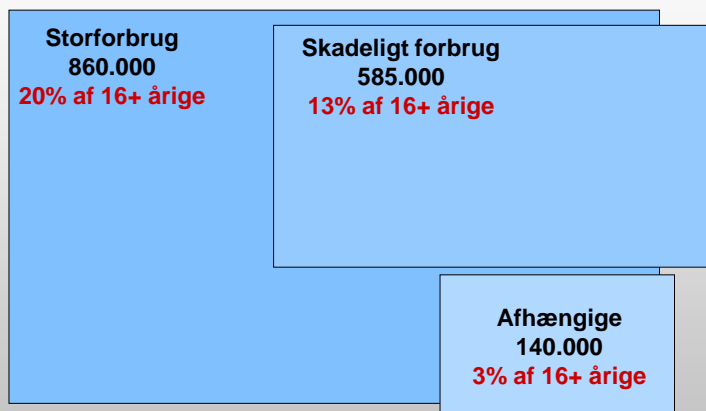 Storforbrug
860.000
20% af 16+ årige
Skadeligt forbrug
585.000
13% af 16+ årige
Afhængige
140.000
3% af 16+ årige